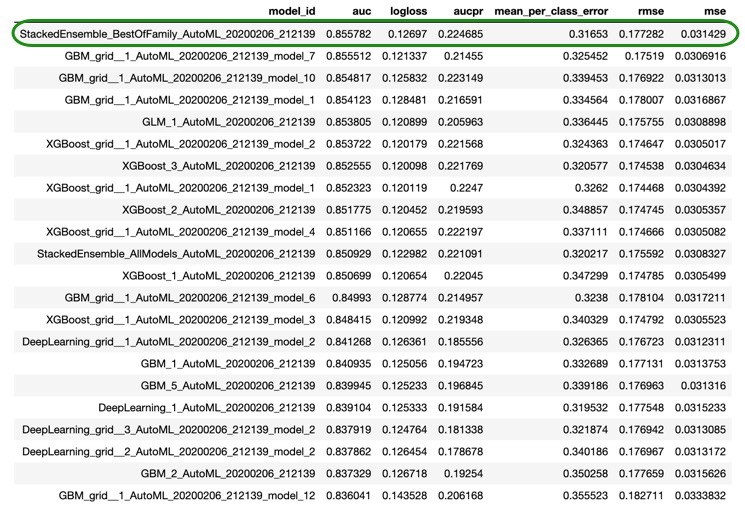 model_id auc logloss aucpr mean_per_class_error rmse mse
StackedEnsemble_BestOfFamily_AutoML_20200206_212139 0.855782 0.12697 0.224685 0.31653 0.177282 0.031429
GBM_grid__1_AutoML_20200206_212139_model_7 0.855512 0.121337 0.21455 0.325452 0.17519 0.0306916
GBM_grid__1_AutoML_20200206_212139_model_10 0.854817 0.125832 0.223149 0.339453 0.176922 0.0313013
GBM_grid__1_AutoML_20200206_212139_model_1 0.854123 0.128481 0.216591 0.334564 0.178007 0.0316867
GLM_1_AutoML_20200206_212139 0.853805 0.120899 0.205963 0.336445 0.175755 0.0308898
XGBoost_grid__1_AutoML_20200206_212139_model_2 0.853722 0.120179 0.221568 0.324363 0.174647 0.0305017
XGBoost_3_AutoML_20200206_212139 0.852555 0.120098 0.221769 0.320577 0.174538 0.0304634
XGBoost_grid__1_AutoML_20200206_212139_model_1 0.852323 0.120119 0.2247 0.3262 0.174468 0.0304392
XGBoost_2_AutoML_20200206_212139 0.851775 0.120452 0.219593 0.348857 0.174745 0.0305357
XGBoost_grid__1_AutoML_20200206_212139_model_4 0.851166 0.120655 0.222197 0.337111 0.174666 0.0305082
StackedEnsemble_AllModels_AutoML_20200206_212139 0.850929 0.122982 0.221091 0.320217 0.175592 0.0308327
XGBoost_1_AutoML_20200206_212139 0.850699 0.120654 0.22045 0.347299 0.174785 0.0305499
GBM_grid__1_AutoML_20200206_212139_model_6 0.84993 0.128774 0.214957 0.3238 0.178104 0.0317211
XGBoost_grid__1_AutoML_20200206_212139_model_3 0.848415 0.120992 0.219348 0.340329 0.174792 0.0305523
DeepLearning_grid__1_AutoML_20200206_212139_model_2 0.841268 0.126361 0.185556 0.326365 0.176723 0.0312311
GBM_1_AutoML_20200206_212139 0.840935 0.125056 0.194723 0.332689 0.177131 0.0313753
GBM_5_AutoML_20200206_212139 0.839945 0.125233 0.196845 0.339186 0.176963 0.031316
DeepLearning_1_AutoML_20200206_212139 0.839104 0.125333 0.191584 0.319532 0.177548 0.0315233
DeepLearning_grid__3_AutoML_20200206_212139_model_2 0.837919 0.124764 0.181338 0.321874 0.176942 0.0313085
DeepLearning_grid__2_AutoML_20200206_212139_model_2 0.837862 0.126454 0.178678 0.340186 0.176967 0.0313172
GBM_2_AutoML_20200206_212139 0.837329 0.126718 0.19254 0.350258 0.177659 0.0315626
GBM_grid__1_AutoML_20200206_212139_model_12 0.836041 0.143528 0.206168 0.355523 0.182711 0.0333832